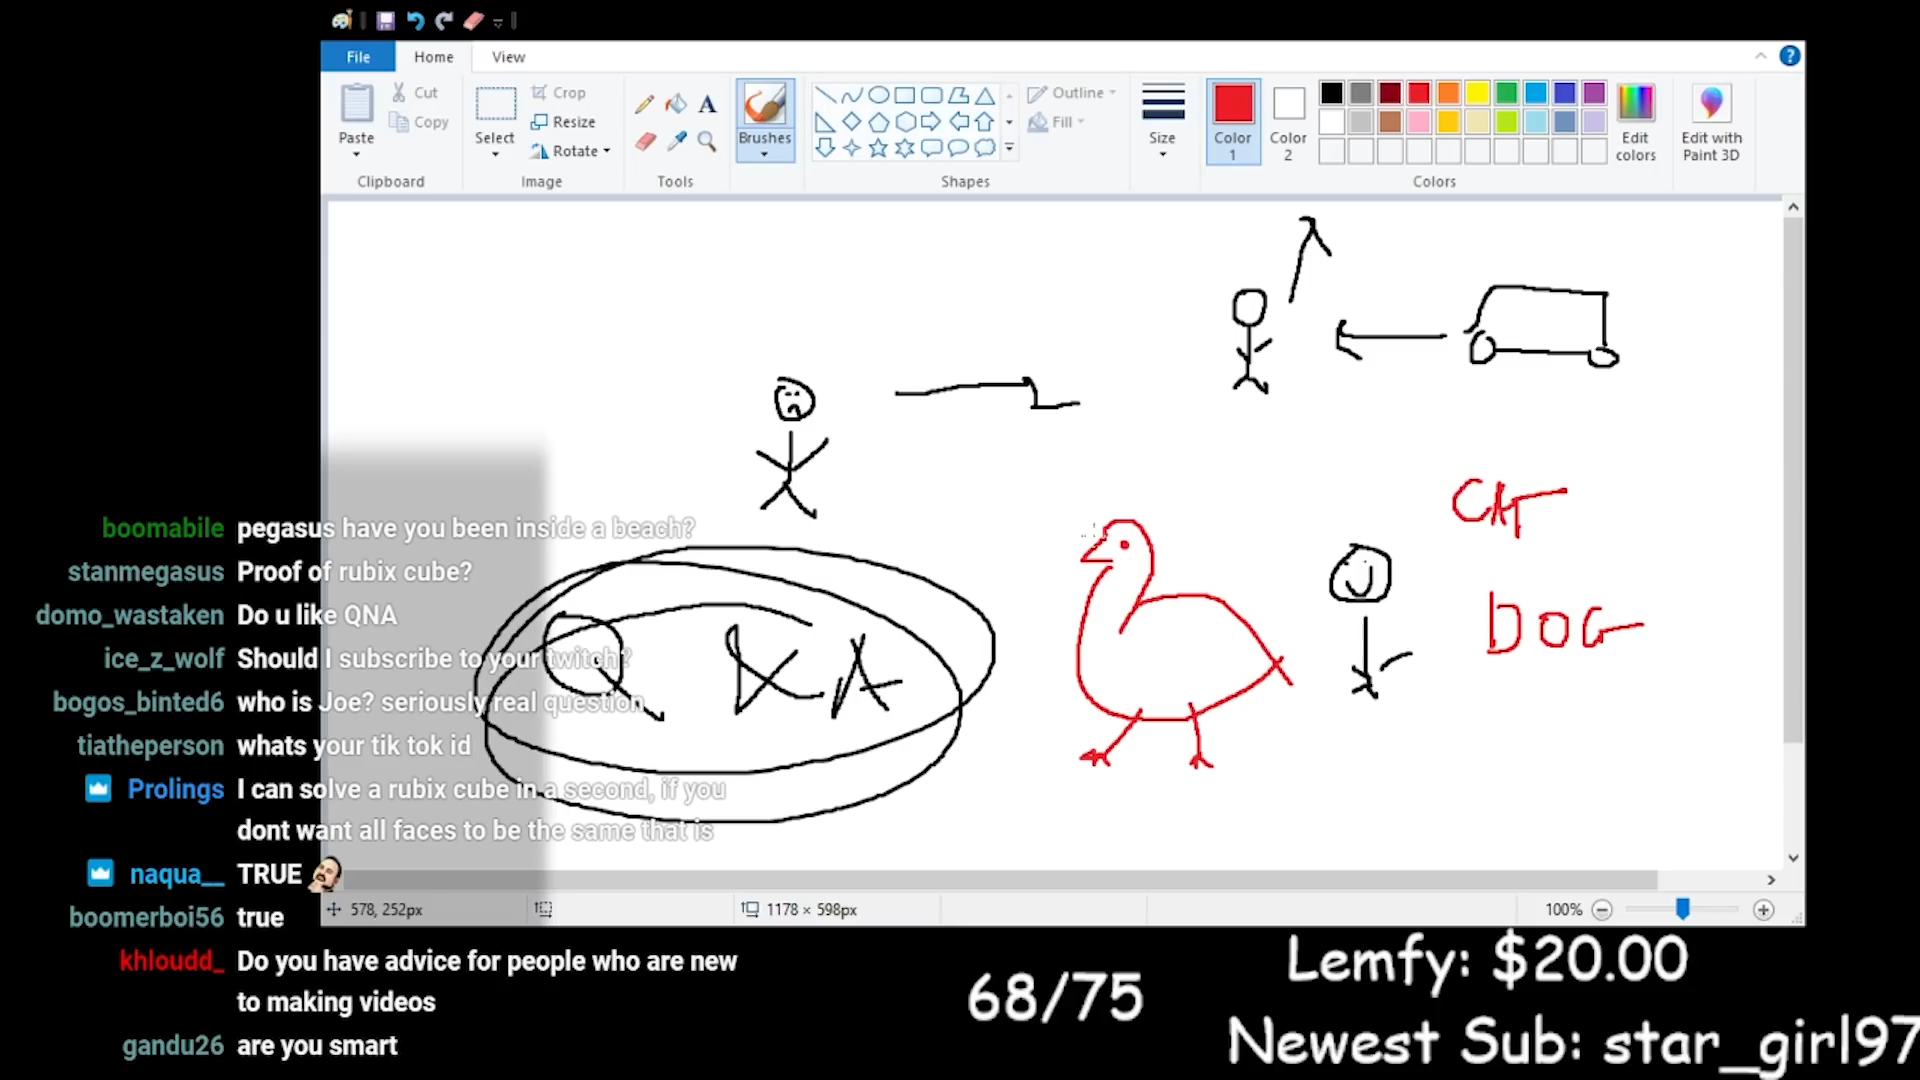 File Home View
Paste
Cut
Copy
Clipboard
Select
Crop
Resize
Rotate
Image
A
Tools
Brushes
Shapes
Outline
Fill
Size
Color 1
Color 2
Colors
Edit colors
Edit with Paint 3D
CAT
DOG
Q & A
boomabile pegasus have you been inside a beach?
stanmegasus Proof of rubix cube?
domo_wastaken Do u like QNA
ice_z_wolf Should I subscribe to your twitch?
bogos_binted6 who is Joe? seriously real question
tiatheperson whats your tik tok id
Prolings I can solve a rubix cube in a second, if you
dont want all faces to be the same that is
naqua__ TRUE
boomerboi56 true
khloudd_ Do you have advice for people who are new
to making videos
gandu26 are you smart
578, 252px
1178 × 598px
100%
68/75
Lemfy: $20.00
Newest Sub: star_girl97